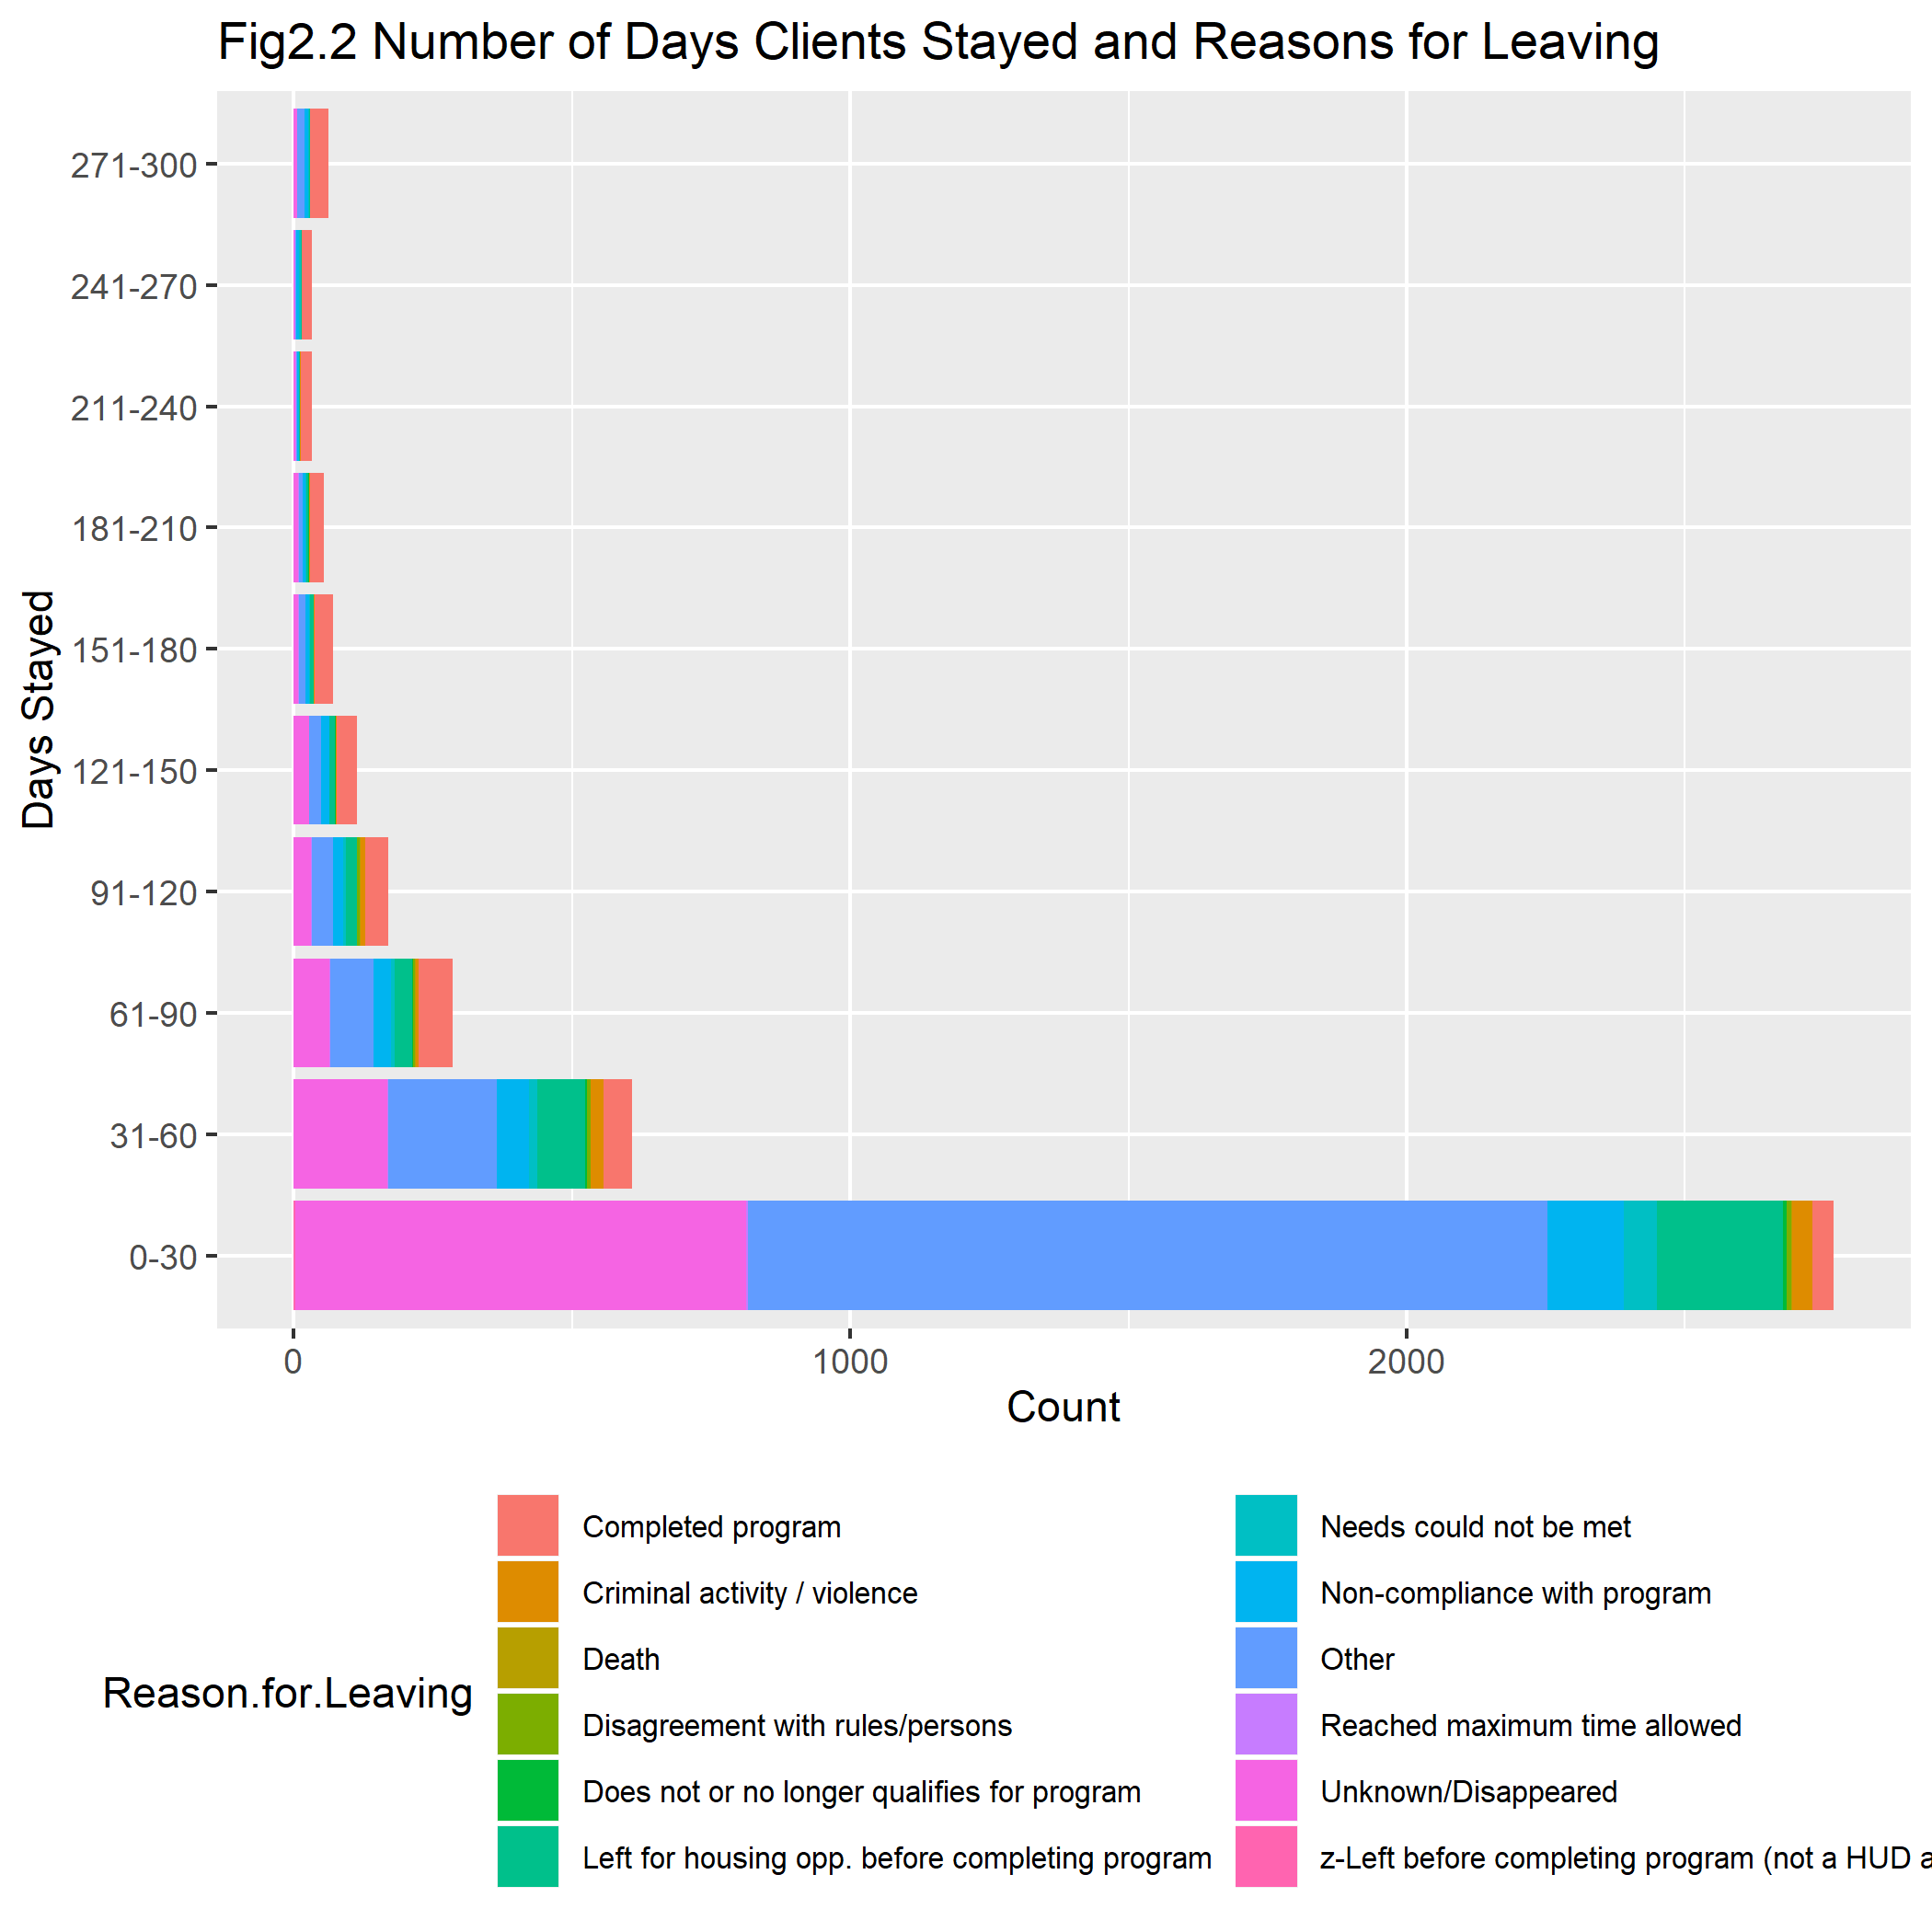 Fig2.2 Number of Days Clients Stayed and Reasons for Leaving
Days Stayed
271-300
241-270
211-240
181-210
151-180
121-150
91-120
61-90
31-60
0-30
0 1000 2000
Count
Reason.for.Leaving
Completed program
Criminal activity / violence
Death
Disagreement with rules/persons
Does not or no longer qualifies for program
Left for housing opp. before completing program
Needs could not be met
Non-compliance with program
Other
Reached maximum time allowed
Unknown/Disappeared
z-Left before completing program (not a HUD